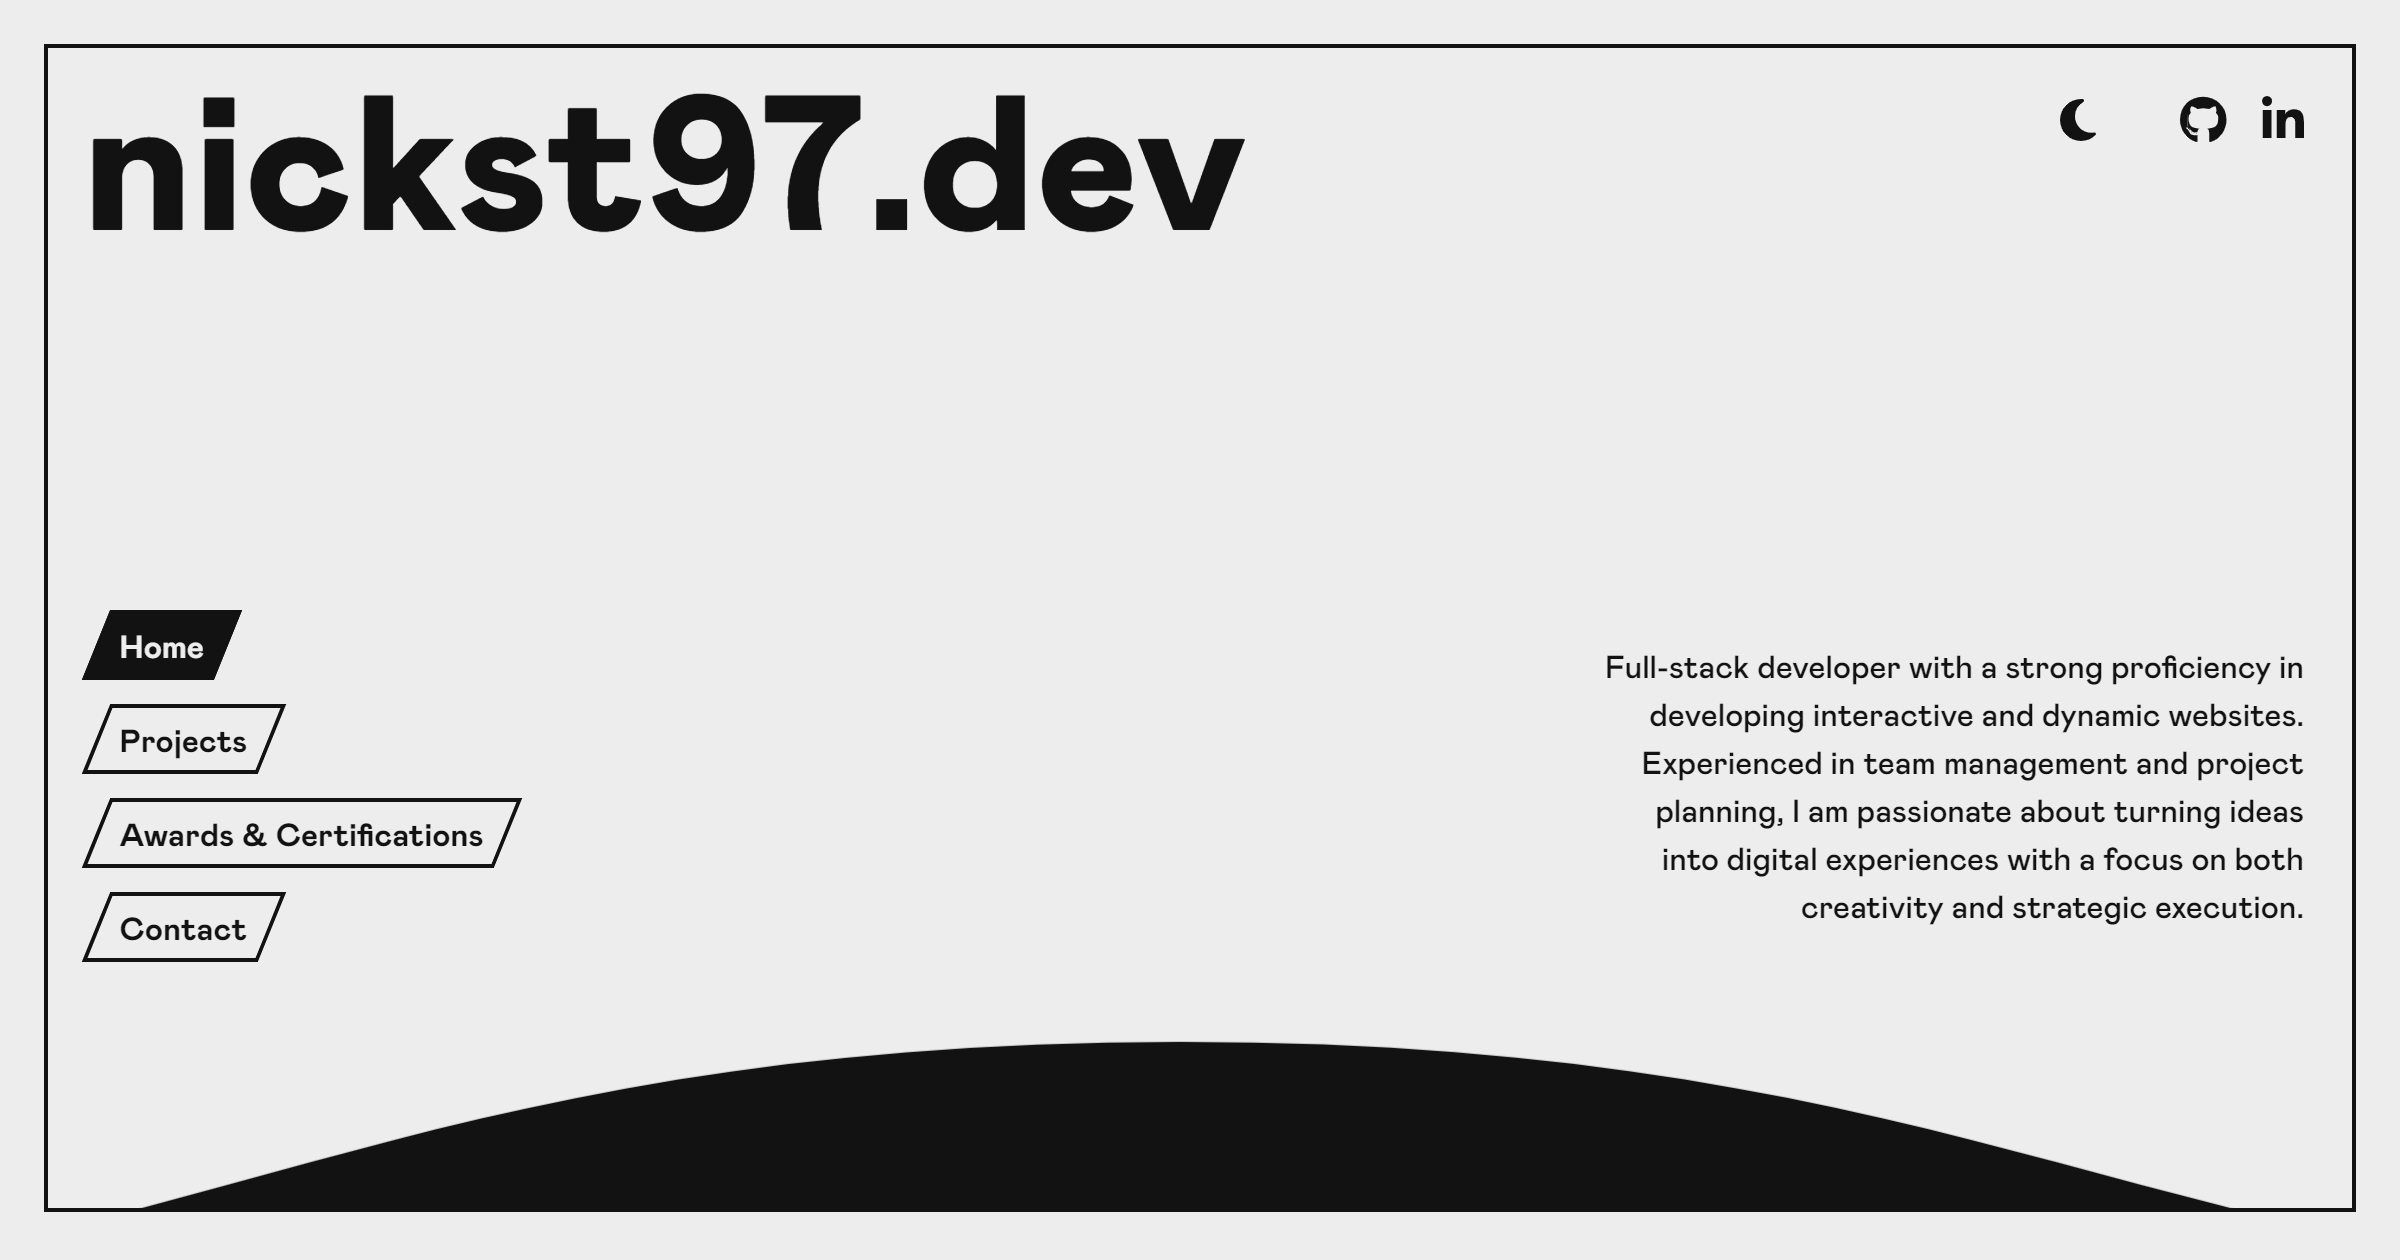 nickst97.dev
in
Home
Projects
Awards & Certifications
Contact
Full-stack developer with a strong proficiency in
developing interactive and dynamic websites.
Experienced in team management and project
planning, I am passionate about turning ideas
into digital experiences with a focus on both
creativity and strategic execution.